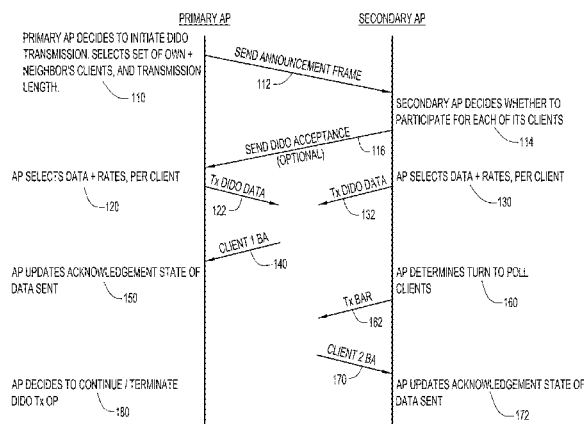 PRIMARY AP
SECONDARY AP
PRIMARY AP DECIDES TO INITIATE DIDO
TRANSMISSION. SELECTS SET OF OWN +
NEIGHBOR'S CLIENTS, AND TRANSMISSION
LENGTH.
110
SEND ANNOUNCEMENT FRAME
112
SECONDARY AP DECIDES WHETHER TO
PARTICIPATE FOR EACH OF ITS CLIENTS
114
SEND DIDO ACCEPTANCE
(OPTIONAL)
116
AP SELECTS DATA + RATES, PER CLIENT
120
Tx DIDO DATA
122
Tx DIDO DATA
132
AP SELECTS DATA + RATES, PER CLIENT
130
CLIENT 1 BA
140
AP UPDATES ACKNOWLEDGEMENT STATE OF
DATA SENT
150
AP DETERMINES TURN TO POLL
CLIENTS
160
Tx BAR
162
CLIENT 2 BA
170
AP DECIDES TO CONTINUE / TERMINATE
DIDO Tx OP
180
AP UPDATES ACKNOWLEDGEMENT STATE OF
DATA SENT
172